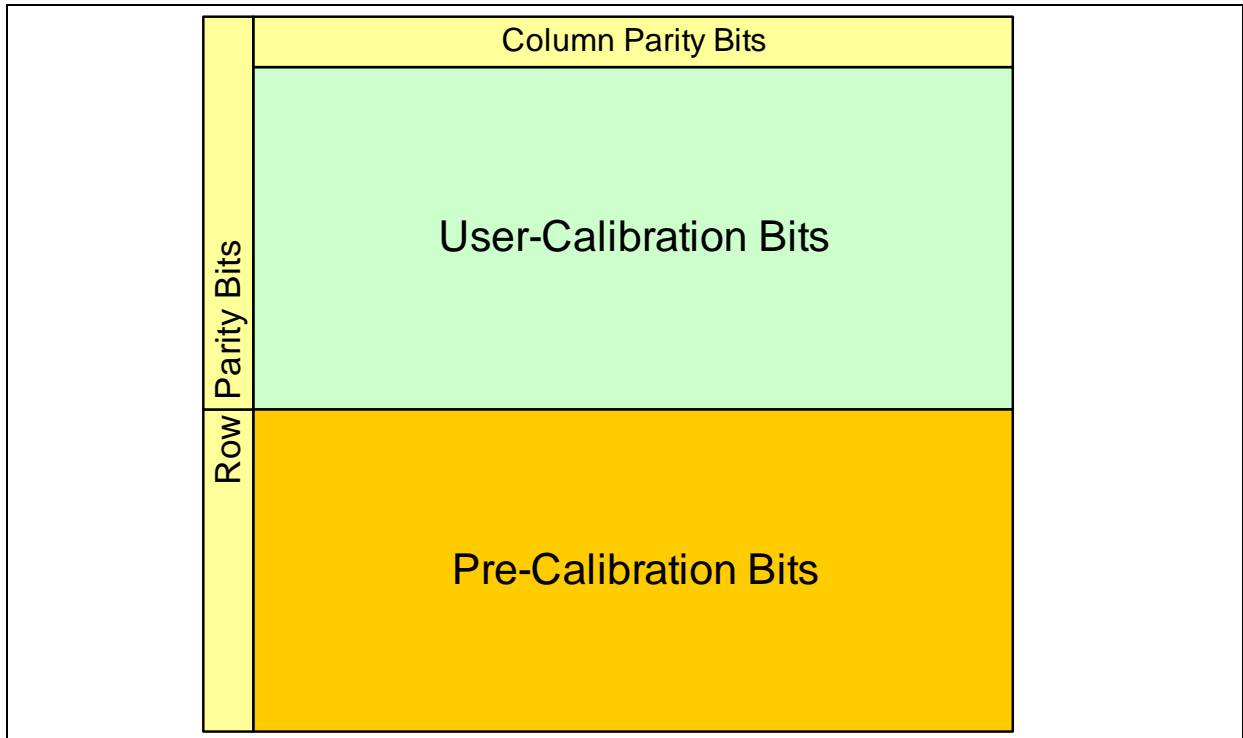 Column Parity Bits
User-Calibration Bits
Row Parity Bits
Pre-Calibration Bits